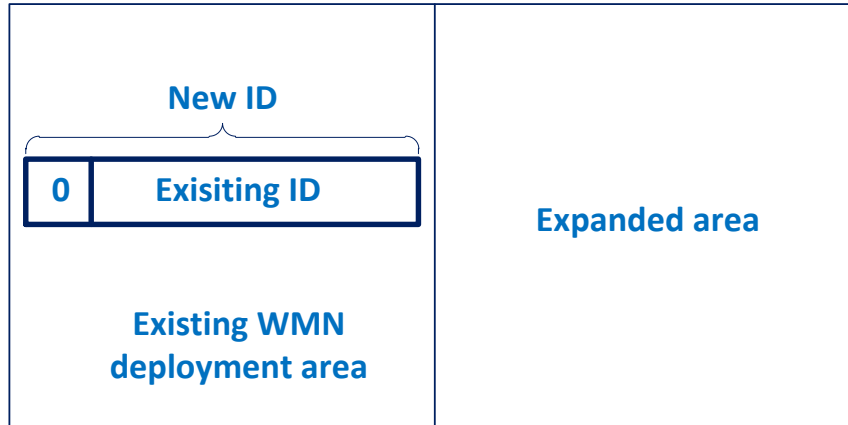 New ID
0
Exisiting ID
Existing WMN
deployment area
Expanded area